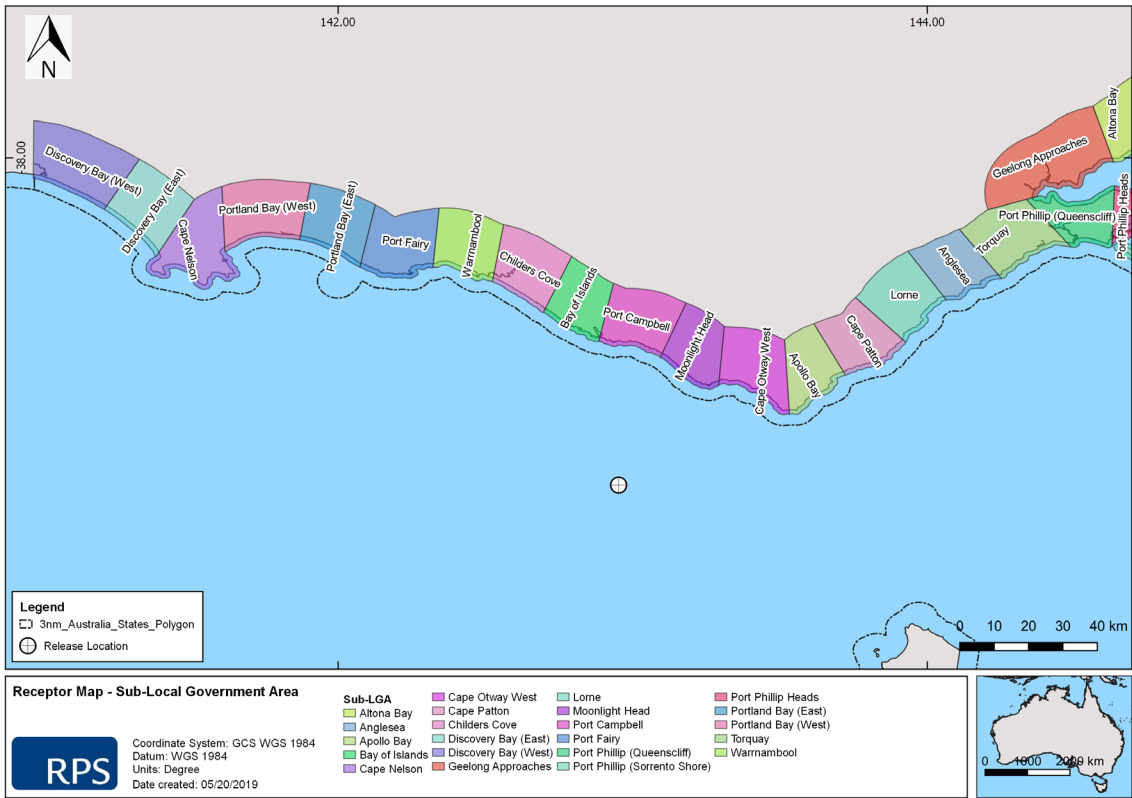 142.00
144.00
N
38.00
Altona Bay
Geelong Approaches
Discovery Bay (West)
Discovery Bay (East)
Cape Nelson
Portland Bay (West)
Portland Bay (East)
Port Fairy
Warnambool
Childers Cove
Bay of Islands
Port Campbell
Moonlight Head
Cape Otway West
Apollo Bay
Cape Patton
Lorne
Anglesea
Torquay
Port Phillip (Queenscliff)
Port Phillip Heads
Legend
3nm_Australia_States_Polygon
Release Location
0 10 20 30 40 km
Receptor Map - Sub-Local Government Area
RPS
Coordinate System: GCS WGS 1984
Datum: WGS 1984
Units: Degree
Date created: 05/20/2019
Sub-LGA
Altona Bay
Anglesea
Apollo Bay
Bay of Islands
Cape Nelson
Cape Otway West
Cape Patton
Childers Cove
Discovery Bay (East)
Discovery Bay (West)
Geelong Approaches
Lorne
Moonlight Head
Port Campbell
Port Fairy
Port Phillip (Queenscliff)
Port Phillip (Sorrento Shore)
Port Phillip Heads
Portland Bay (East)
Portland Bay (West)
Torquay
Warrnambool
0 1000 2000 km